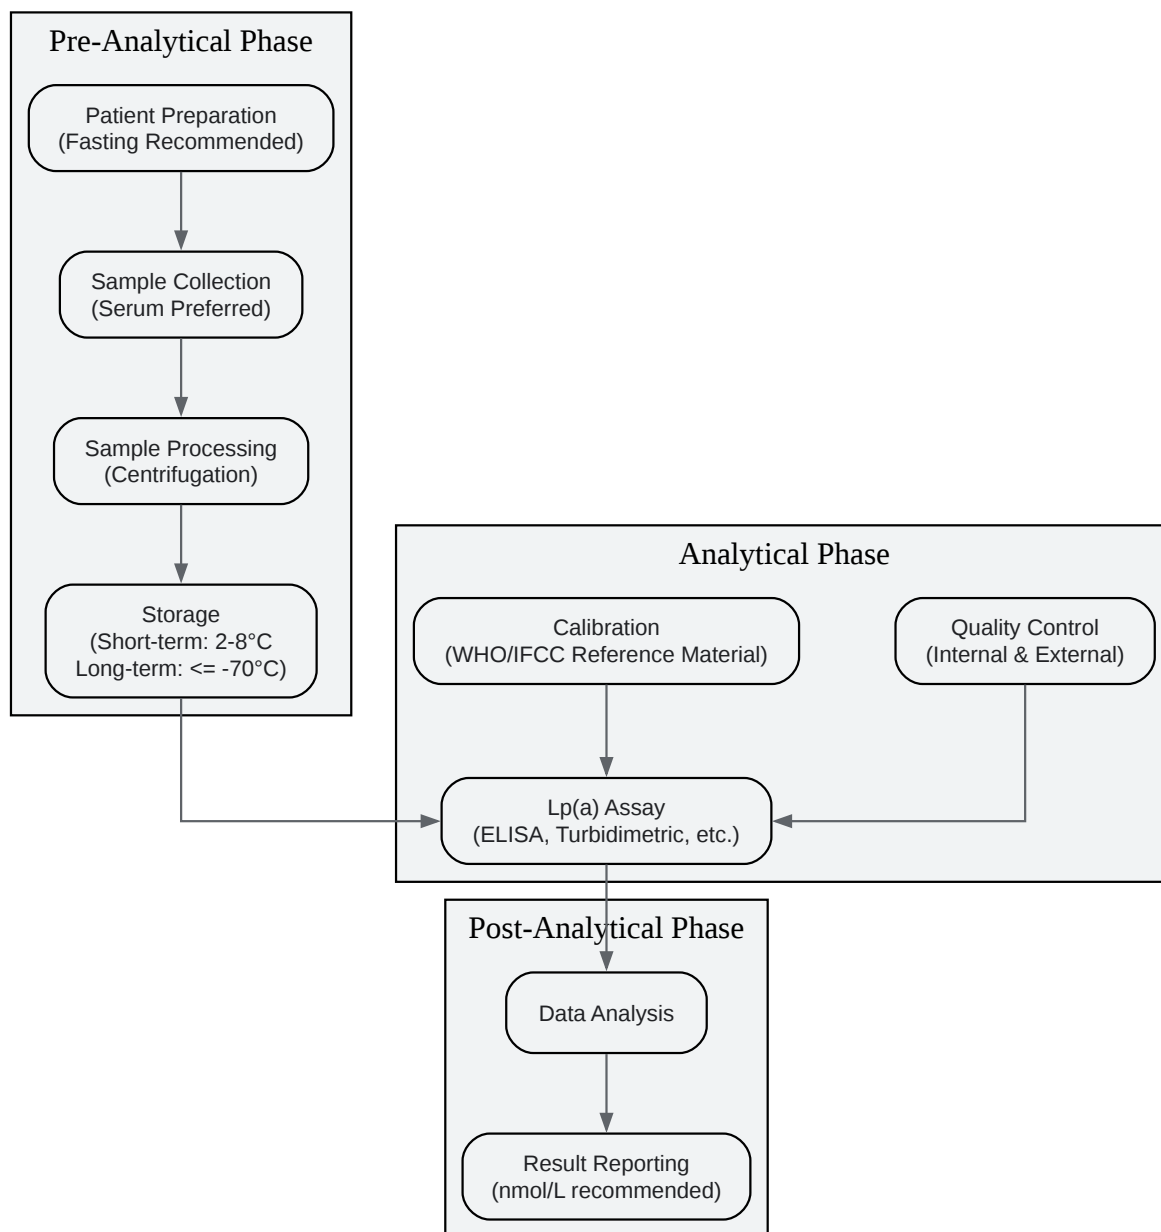 Pre-Analytical Phase
Patient Preparation
(Fasting Recommended)
Sample Collection
(Serum Preferred)
Sample Processing
(Centrifugation)
Storage
(Short-term: 2-8°C
Long-term: <= -70°C)
Analytical Phase
Calibration
(WHO/IFCC Reference Material)
Quality Control
(Internal & External)
Lp(a) Assay
(ELISA, Turbidimetric, etc.)
Post-Analytical Phase
Data Analysis
Result Reporting
(nmol/L recommended)